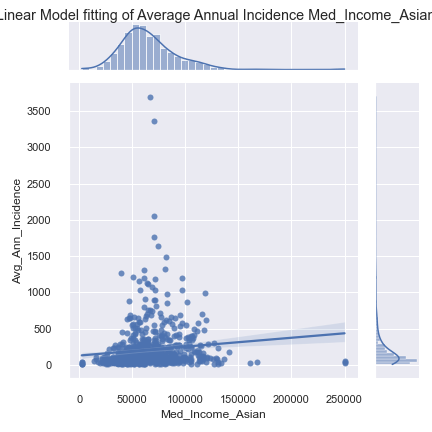 Linear Model fitting of Average Annual Incidence Med_Income_Asian
3500
3000
2500
2000
1500
1000
500
0
Avg_Ann_Incidence
0 50000 100000 150000 200000 250000
Med_Income_Asian